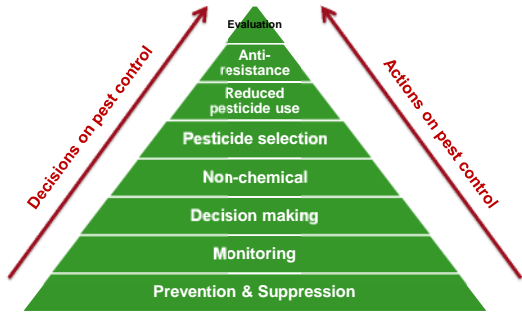 Evaluation
Anti-
resistance
Reduced
pesticide use
Pesticide selection
Non-chemical
Decision making
Monitoring
Prevention & Suppression
Decisions on pest control
Actions on pest control